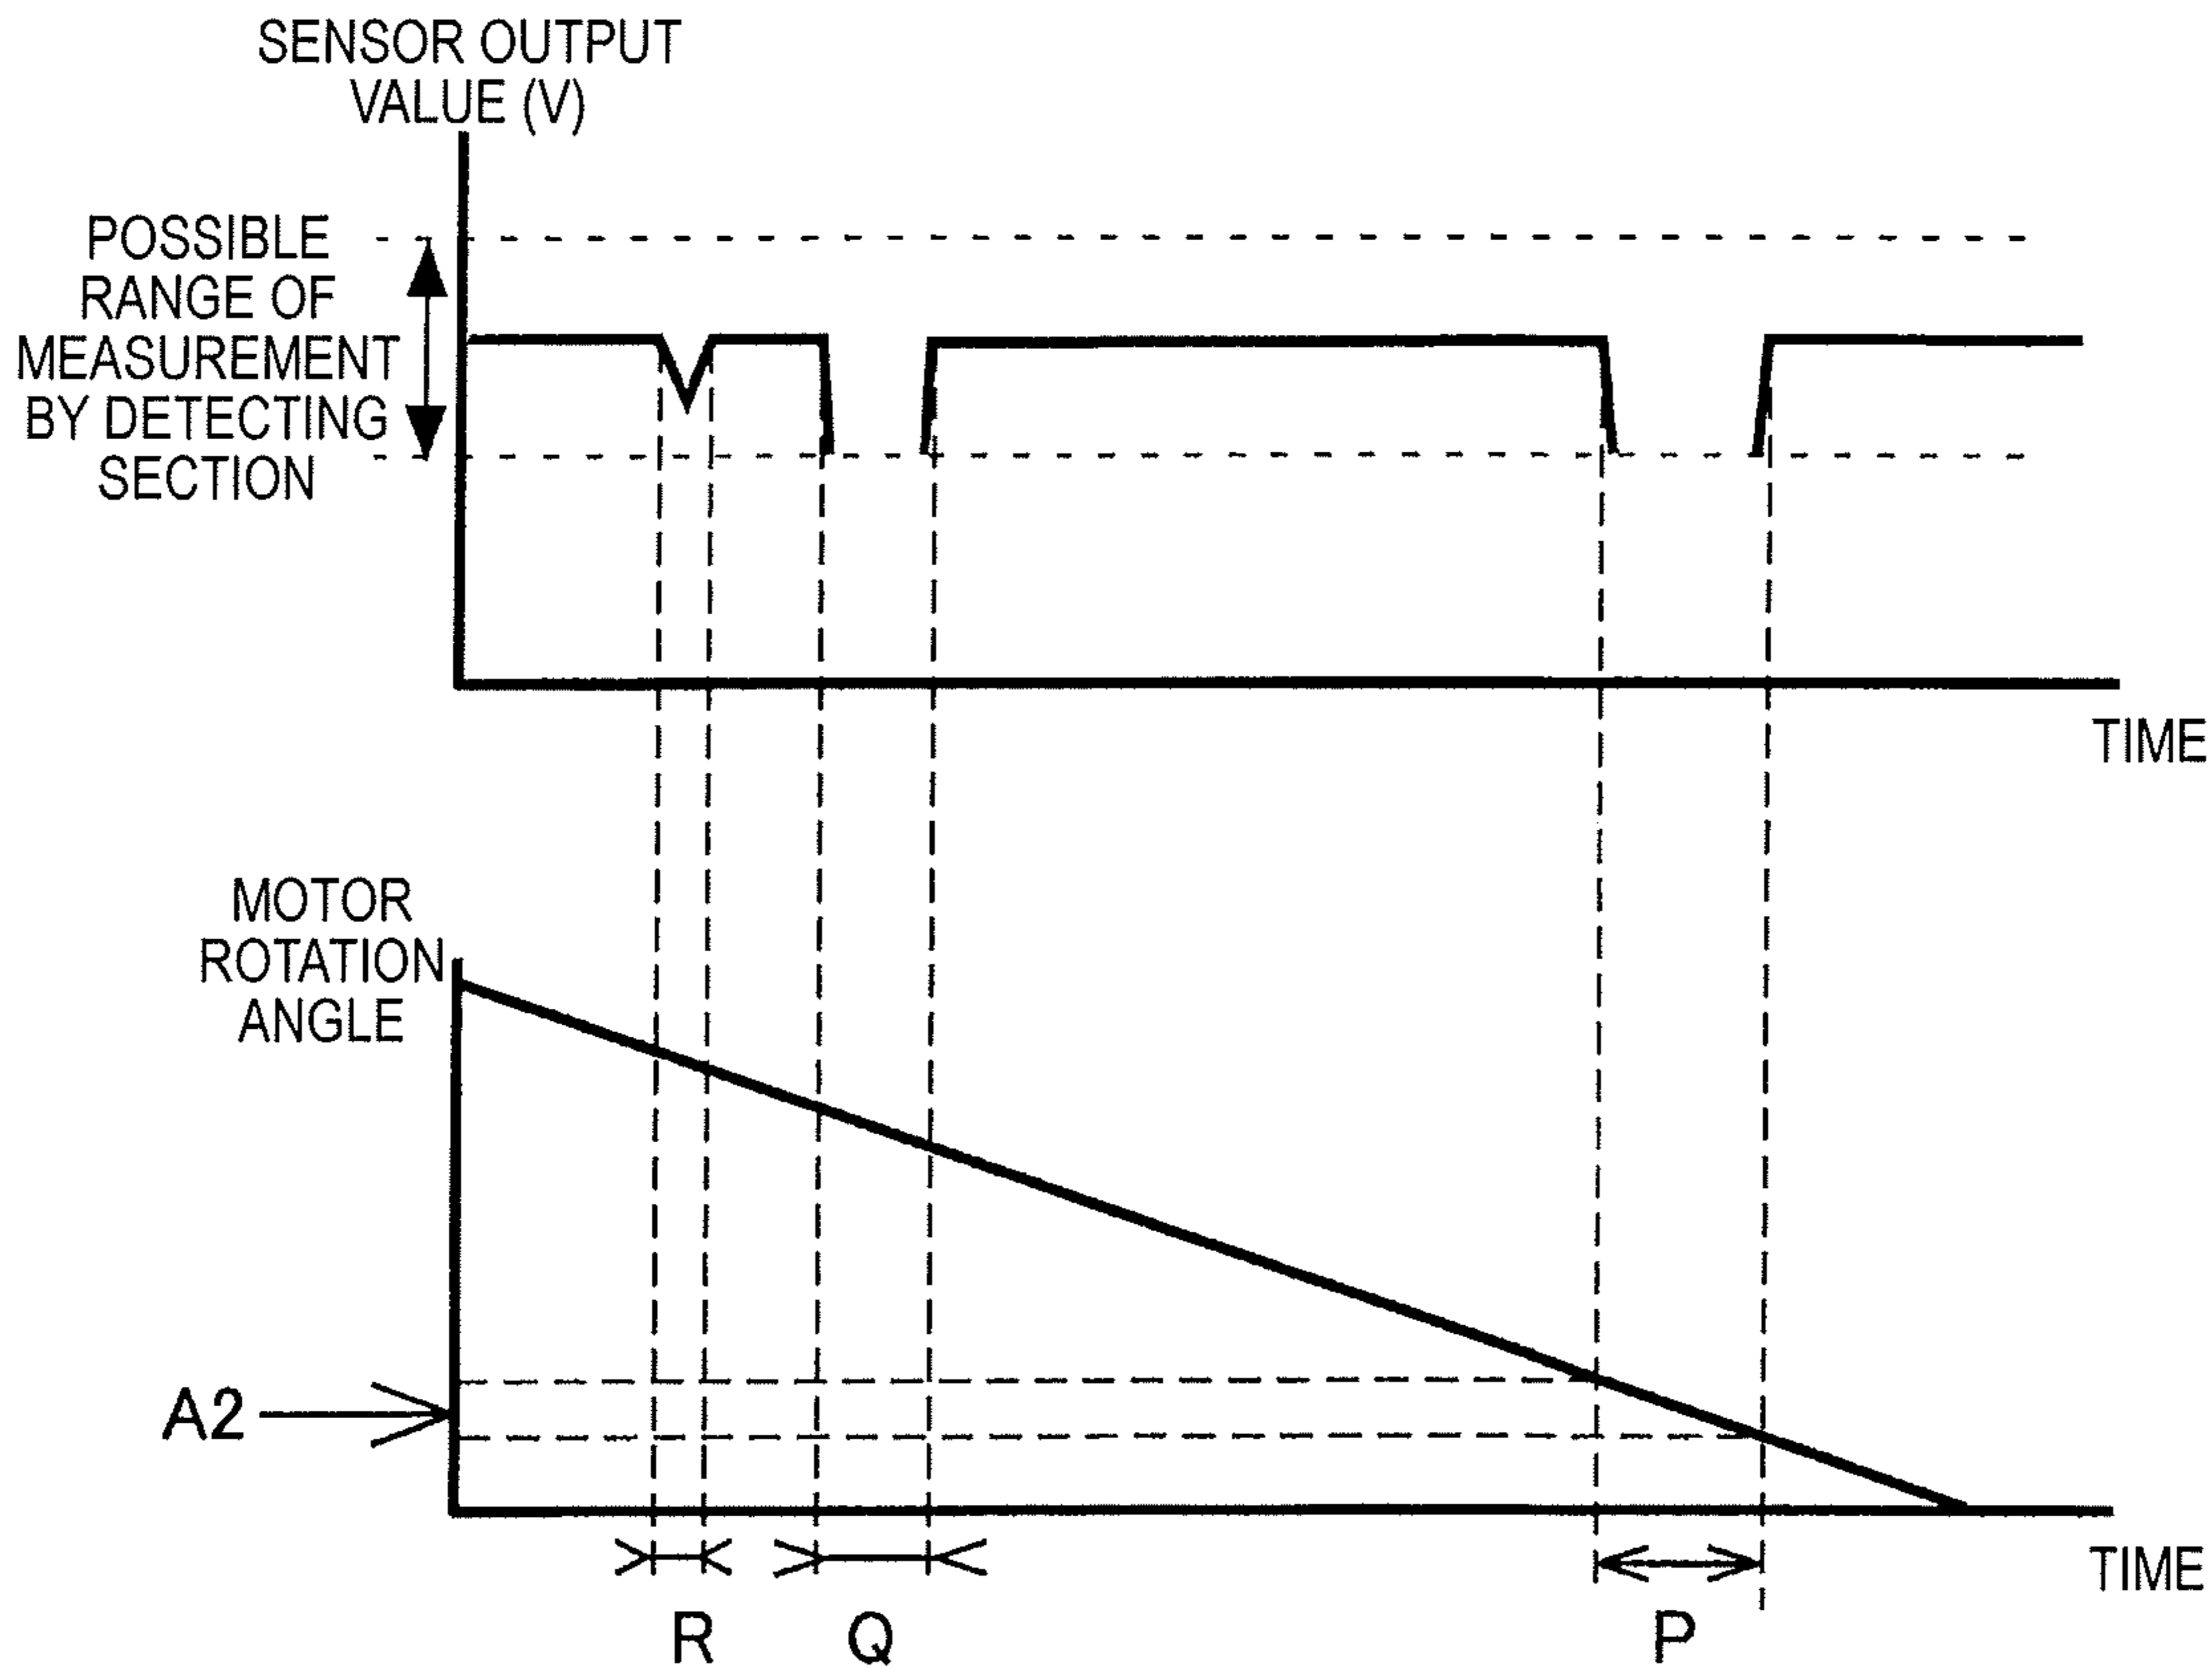 SENSOR OUTPUT
VALUE (V)
POSSIBLE
RANGE OF
MEASUREMENT
BY DETECTING
SECTION
TIME
MOTOR
ROTATION
ANGLE
A2
TIME
R
Q
P